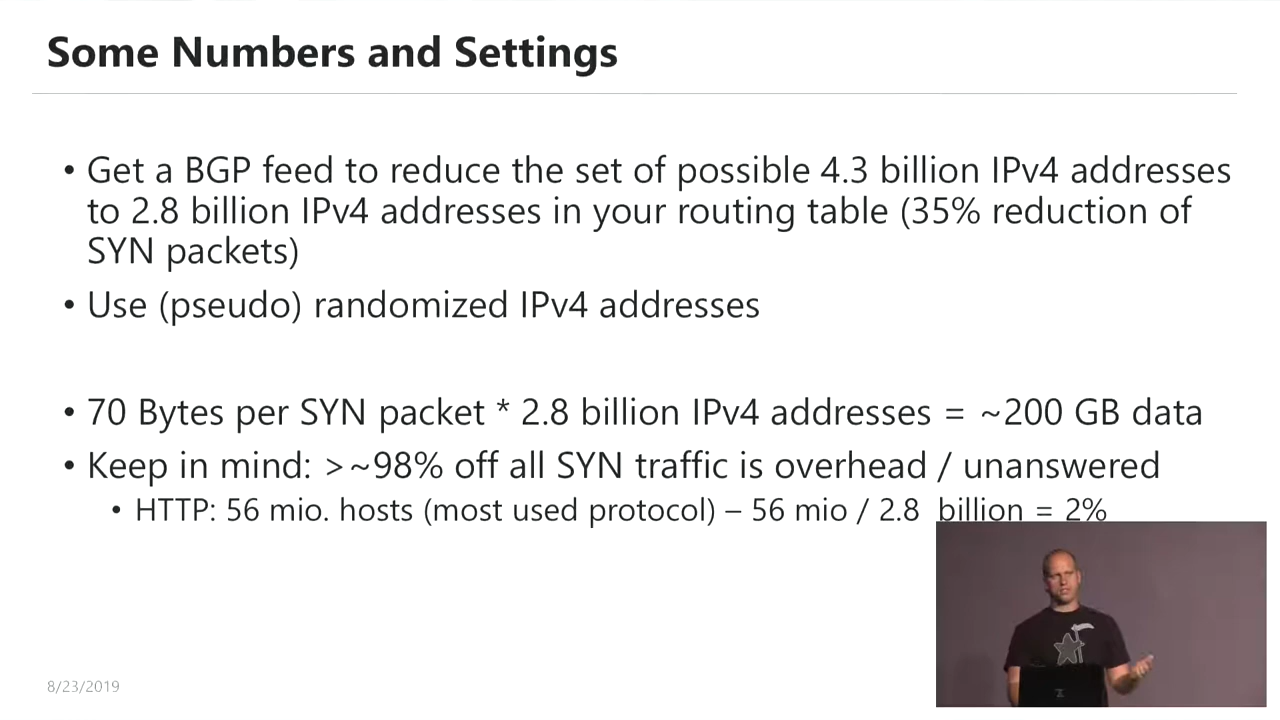 Some Numbers and Settings
• Get a BGP feed to reduce the set of possible 4.3 billion IPv4 addresses
to 2.8 billion IPv4 addresses in your routing table (35% reduction of
SYN packets)
• Use (pseudo) randomized IPv4 addresses
• 70 Bytes per SYN packet * 2.8 billion IPv4 addresses = ~200 GB data
• Keep in mind: >~98% off all SYN traffic is overhead / unanswered
• HTTP: 56 mio. hosts (most used protocol) – 56 mio / 2.8 billion = 2%
8/23/2019